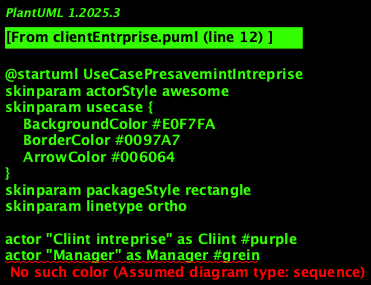 PlantUML 1.2025.3
[From clientEntrprise.puml (line 12) ]
@startuml UseCasePresavemintIntreprise
skinparam actorStyle awesome
skinparam usecase {
BackgroundColor #E0F7FA
BorderColor #0097A7
ArrowColor #006064
}
skinparam packageStyle rectangle
skinparam linetype ortho
actor "Cliint intreprise" as Cliint #purple
actor "Manager" as Manager #grein
No such color (Assumed diagram type: sequence)